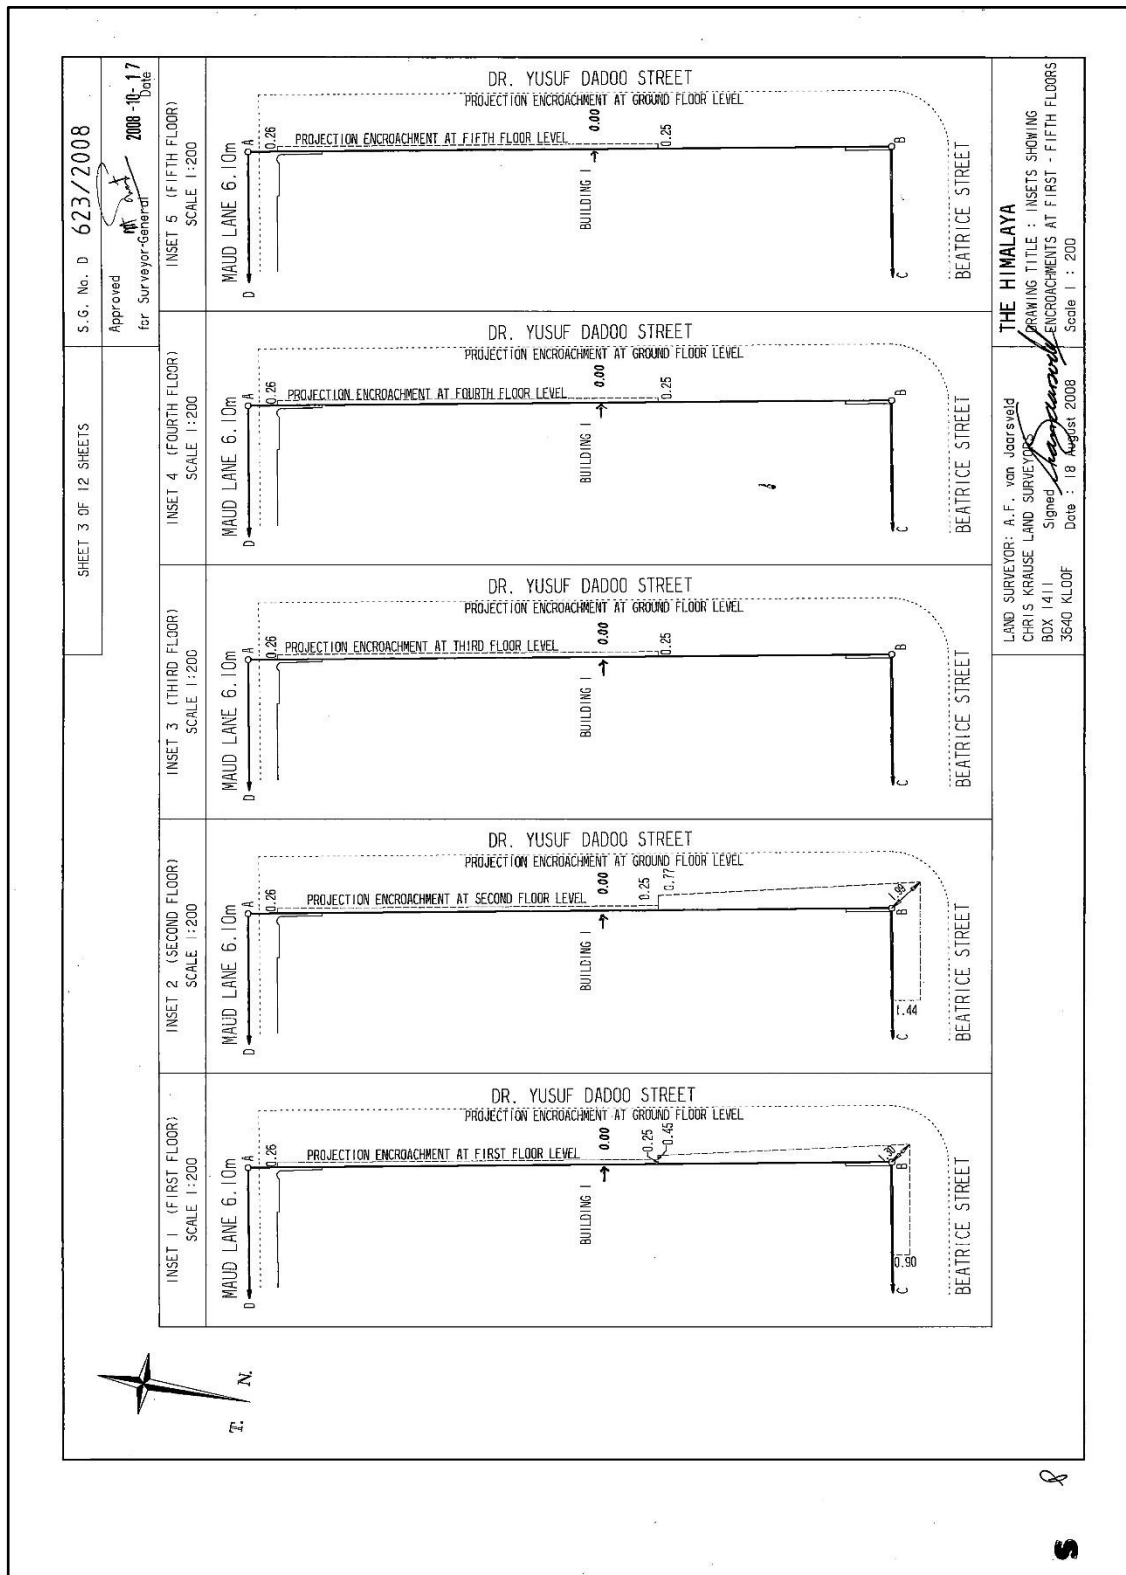 SHEET 3 OF 12 SHEETS
S.G. No. D 623/2008
Approved
for Surveyor-General
2008-10-17
Date
INSET 1 (FIRST FLOOR)
SCALE 1:200
MAUD LANE 6.10m
D
A
0.26
DR. YUSUF DADOO STREET
PROJECTION ENCROACHMENT AT GROUND FLOOR LEVEL
PROJECTION ENCROACHMENT AT FIRST FLOOR LEVEL
0.00
BUILDING 1
0.25
0.45
1.30
B
0.90
C
BEATRICE STREET
INSET 2 (SECOND FLOOR)
SCALE 1:200
MAUD LANE 6.10m
D
A
0.26
DR. YUSUF DADOO STREET
PROJECTION ENCROACHMENT AT GROUND FLOOR LEVEL
PROJECTION ENCROACHMENT AT SECOND FLOOR LEVEL
0.00
BUILDING 1
0.25
0.77
B
1.44
C
BEATRICE STREET
INSET 3 (THIRD FLOOR)
SCALE 1:200
MAUD LANE 6.10m
D
A
0.26
DR. YUSUF DADOO STREET
PROJECTION ENCROACHMENT AT GROUND FLOOR LEVEL
PROJECTION ENCROACHMENT AT THIRD FLOOR LEVEL
0.00
BUILDING 1
0.25
B
C
BEATRICE STREET
INSET 4 (FOURTH FLOOR)
SCALE 1:200
MAUD LANE 6.10m
D
A
0.26
DR. YUSUF DADOO STREET
PROJECTION ENCROACHMENT AT GROUND FLOOR LEVEL
PROJECTION ENCROACHMENT AT FOURTH FLOOR LEVEL
0.00
BUILDING 1
0.25
B
C
BEATRICE STREET
INSET 5 (FIFTH FLOOR)
SCALE 1:200
MAUD LANE 6.10m
D
A
0.26
DR. YUSUF DADOO STREET
PROJECTION ENCROACHMENT AT GROUND FLOOR LEVEL
PROJECTION ENCROACHMENT AT FIFTH FLOOR LEVEL
0.00
BUILDING 1
0.25
B
C
BEATRICE STREET
T. N.
LAND SURVEYOR: A.F. van Jaarsveld
CHRIS KRAUSE LAND SURVEYORS
BOX 1411
Signed
3640 KLOOF
Date : 18 August 2008
THE HIMALAYA
DRAWING TITLE : INSETS SHOWING
ENCROACHMENTS AT FIRST - FIFTH FLOORS
Scale 1 : 200
S